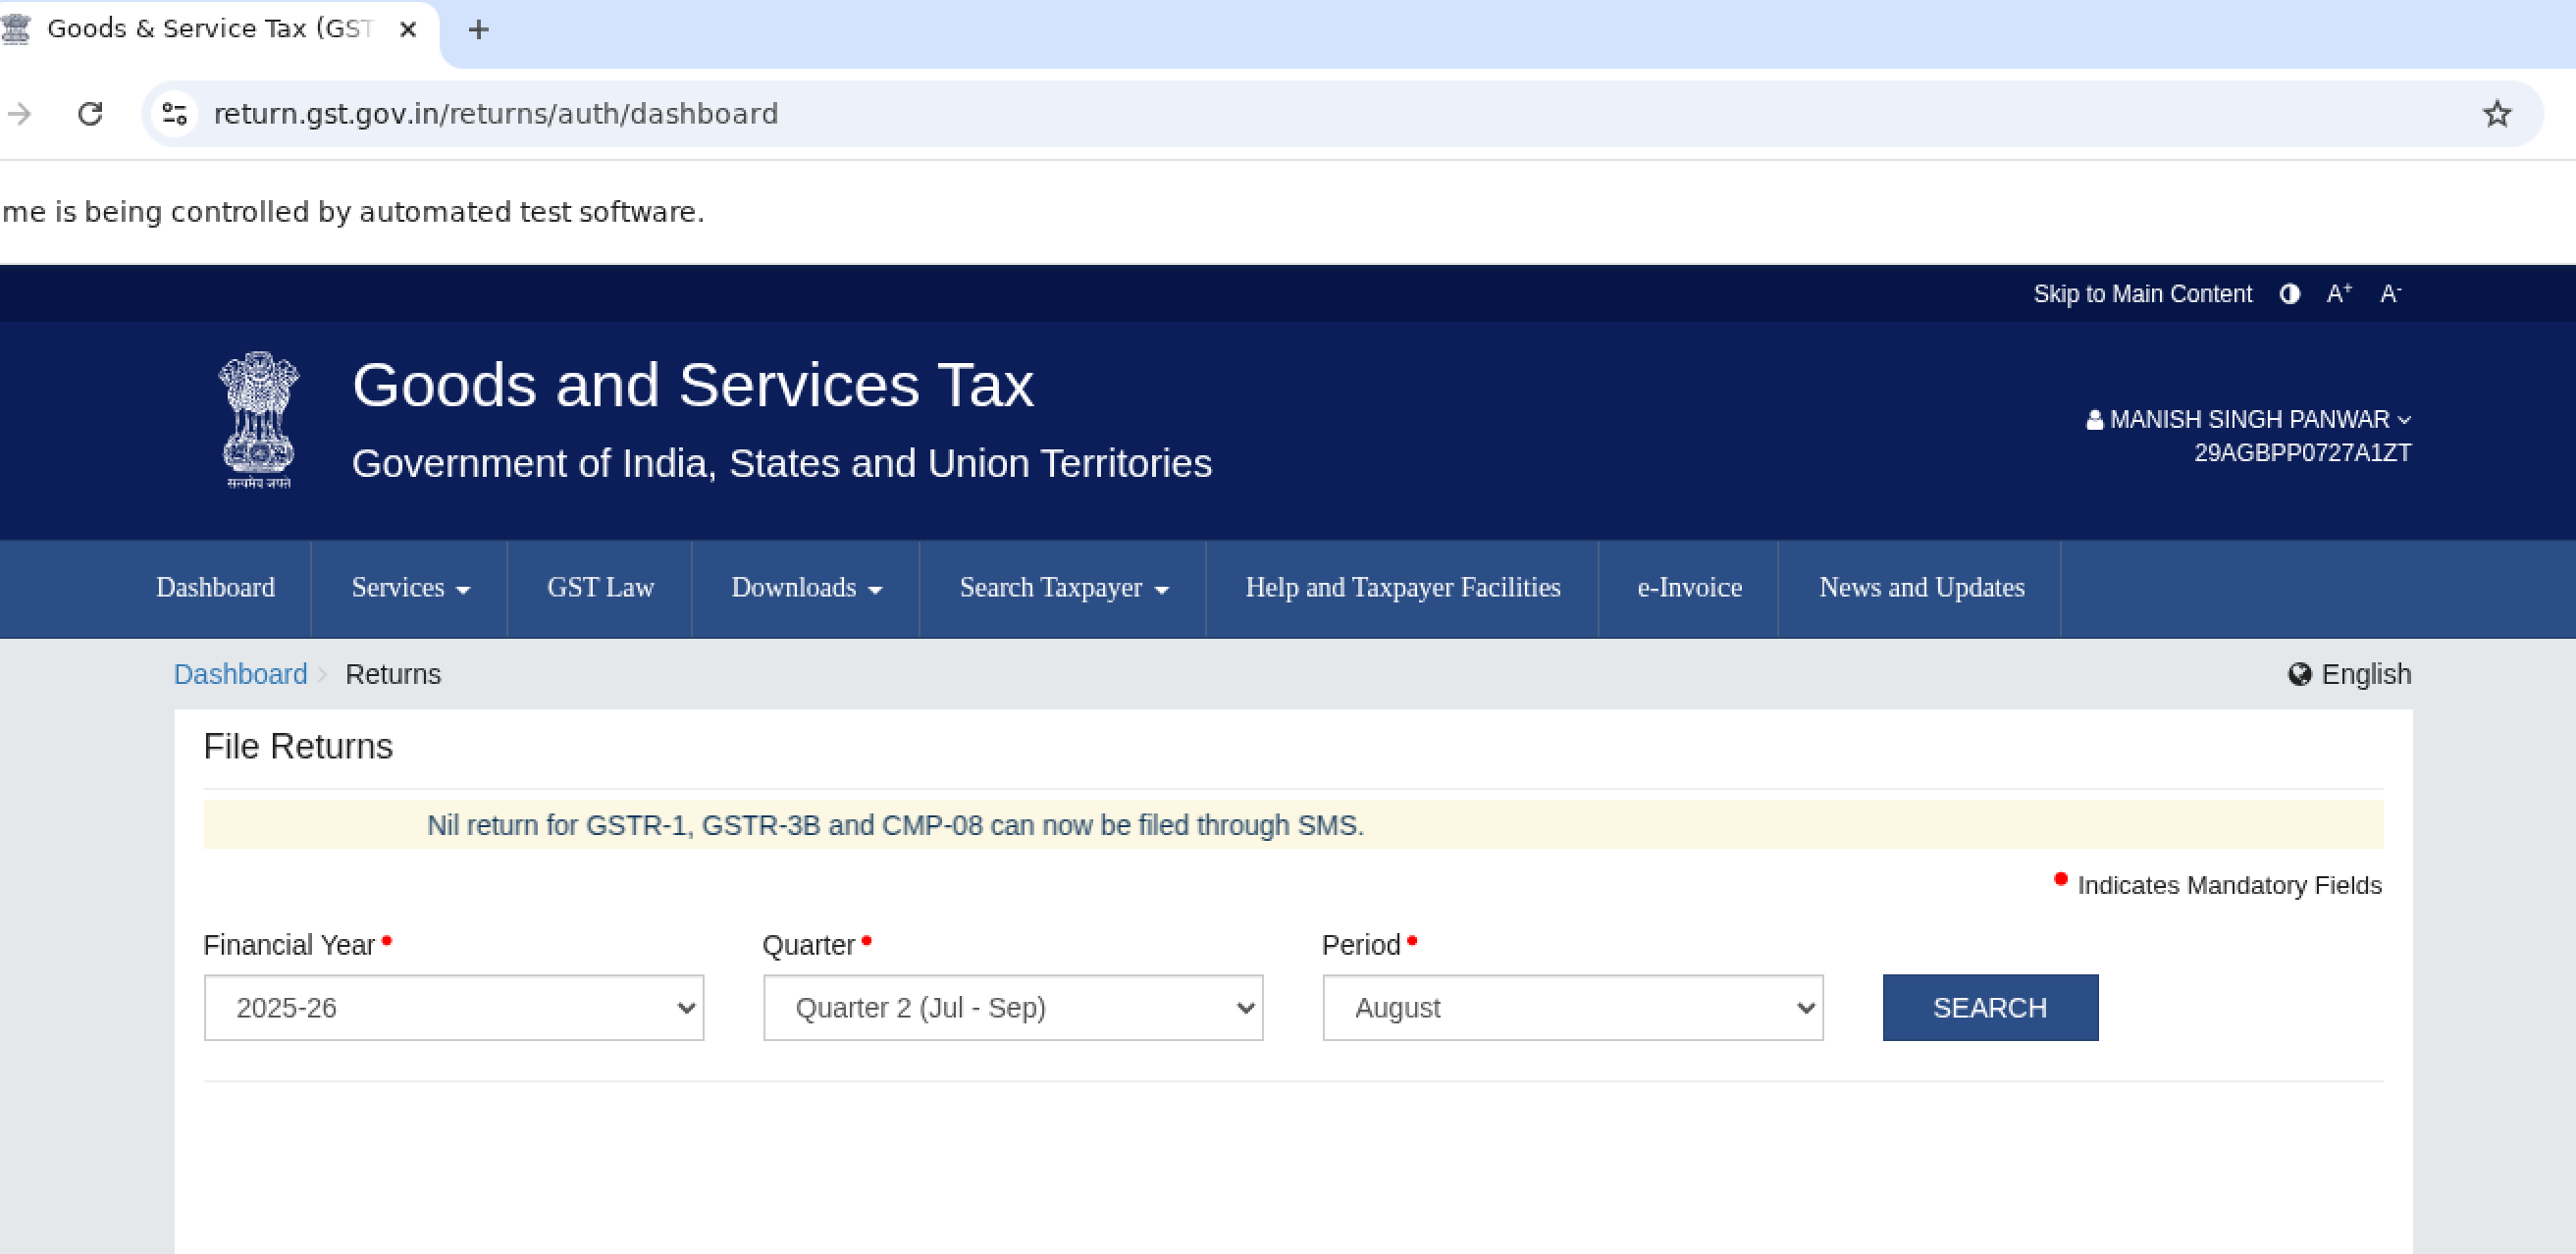 Goods & Service Tax (GST
return.gst.gov.in/returns/auth/dashboard
me is being controlled by automated test software.
Skip to Main Content A+ A-
Goods and Services Tax
Government of India, States and Union Territories
सत्यमेव जयते
MANISH SINGH PANWAR
29AGBPP0727A1ZT
Dashboard Services GST Law Downloads Search Taxpayer Help and Taxpayer Facilities e-Invoice News and Updates
Dashboard Returns English
File Returns
Nil return for GSTR-1, GSTR-3B and CMP-08 can now be filed through SMS.
Indicates Mandatory Fields
Financial Year Quarter Period
2025-26 Quarter 2 (Jul - Sep) August SEARCH